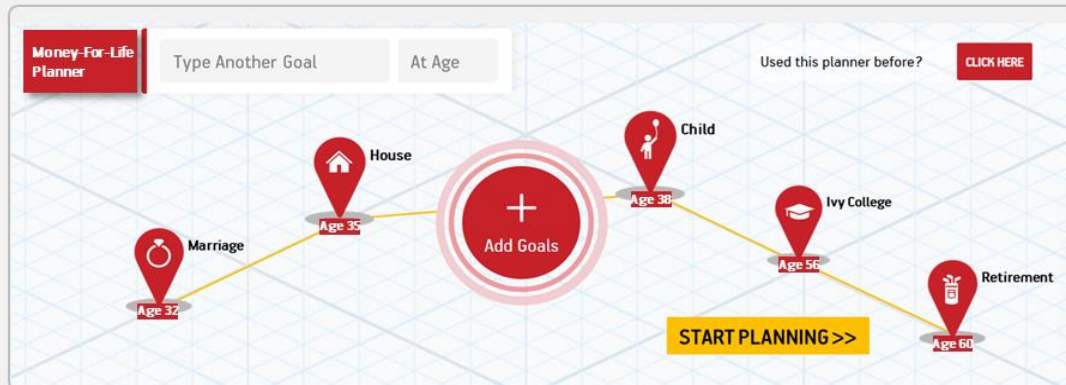 Money-For-Life
Planner
Type Another Goal
At Age
Used this planner before?
CLICK HERE
Marriage
Age 32
House
Age 35
+
Add Goals
Child
Age 38
Ivy College
Age 56
Retirement
Age 60
START PLANNING >>